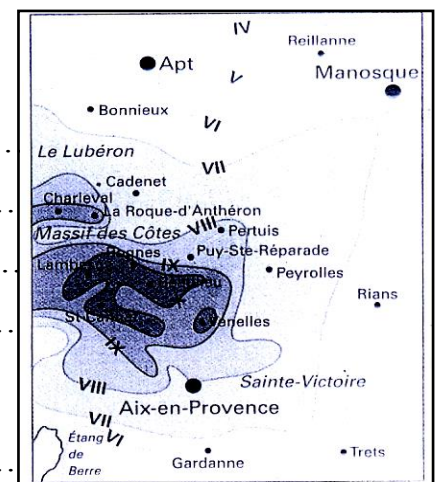 IV
Reillanne
Apt
V
Manosque
Bonnieux
VI
Le Lubéron
VII
Cadenet
Charleval
La Roque-d'Anthéron
VIII
Pertuis
Massif des Côtes
Puy-Ste-Réparade
IX
Peyrolles
Rians
Venelles
IX
VIII
Sainte-Victoire
Aix-en-Provence
VII
VI
Étang
de
Berre
Gardanne
Trets